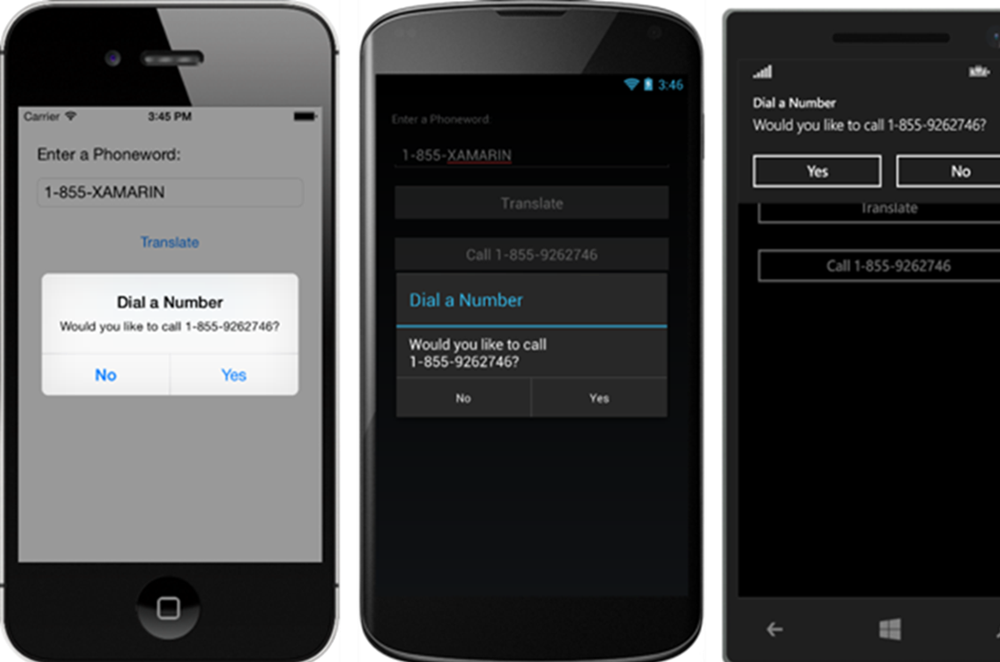 Carrier
3:45 PM
Enter a Phoneword:
1-855-XAMARIN
Translate
Dial a Number
Would you like to call 1-855-9262746?
No
Yes
3:46
Enter a Phoneword
1-855-XAMARIN
Translate
Call 1-855-9262746
Dial a Number
Would you like to call
1-855-9262746?
No
Yes
Dial a Number
Would you like to call 1-855-9262746?
Yes
No
Translate
Call 1-855-9262746